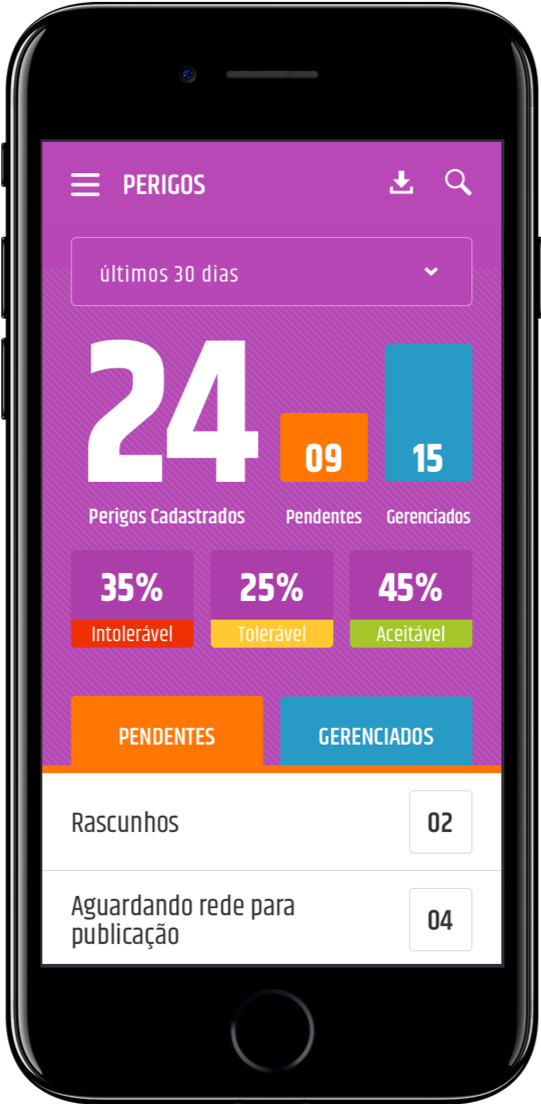 PERIGOS
últimos 30 dias
24
09
15
Perigos Cadastrados
Pendentes
Gerenciados
35%
25%
45%
Intolerável
Tolerável
Aceitável
PENDENTES
GERENCIADOS
Rascunhos
02
Aguardando rede para
publicação
04